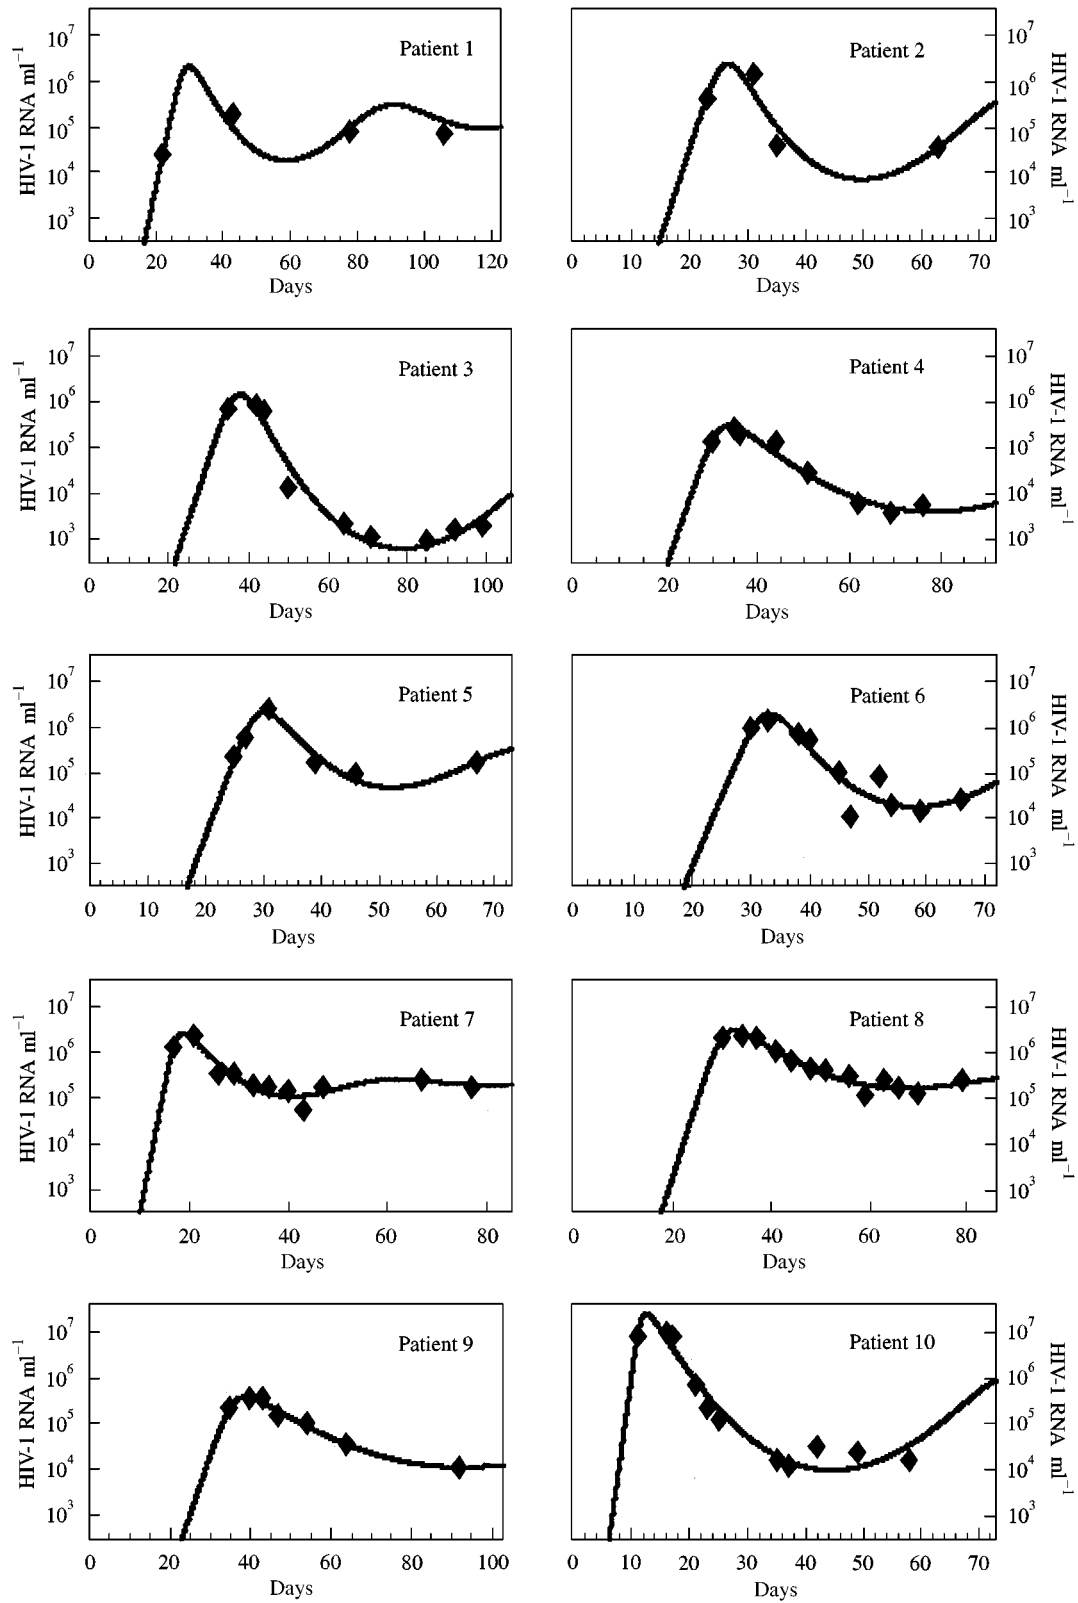 Patient 1
HIV-1 RNA ml⁻¹
10⁷
10⁶
10⁵
10⁴
10³
0 20 40 60 80 100 120
Days
Patient 2
10⁷
10⁶
10⁵
10⁴
10³
HIV-1 RNA ml⁻¹
0 10 20 30 40 50 60 70
Days
Patient 3
HIV-1 RNA ml⁻¹
10⁷
10⁶
10⁵
10⁴
10³
0 20 40 60 80 100
Days
Patient 4
10⁷
10⁶
10⁵
10⁴
10³
HIV-1 RNA ml⁻¹
0 20 40 60 80
Days
Patient 5
HIV-1 RNA ml⁻¹
10⁷
10⁶
10⁵
10⁴
10³
0 10 20 30 40 50 60 70
Days
Patient 6
10⁷
10⁶
10⁵
10⁴
10³
HIV-1 RNA ml⁻¹
0 10 20 30 40 50 60 70
Days
Patient 7
HIV-1 RNA ml⁻¹
10⁷
10⁶
10⁵
10⁴
10³
0 20 40 60 80
Days
Patient 8
10⁷
10⁶
10⁵
10⁴
10³
HIV-1 RNA ml⁻¹
0 20 40 60 80
Days
Patient 9
HIV-1 RNA ml⁻¹
10⁷
10⁶
10⁵
10⁴
10³
0 20 40 60 80 100
Days
Patient 10
10⁷
10⁶
10⁵
10⁴
10³
HIV-1 RNA ml⁻¹
0 10 20 30 40 50 60 70
Days